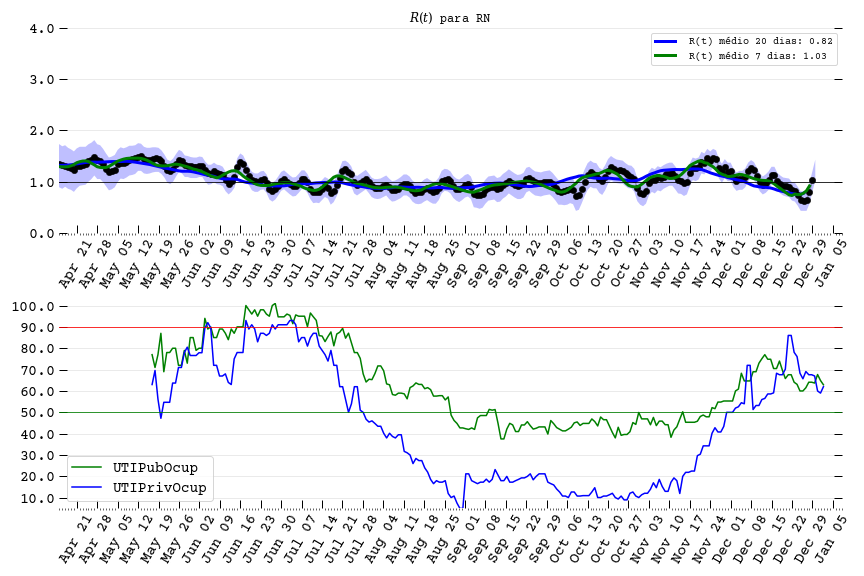 R(t) para RN
R(t) médio 20 dias: 0.82
R(t) médio 7 dias: 1.03
4.0
3.0
2.0
1.0
0.0
Apr 21 Apr 28 May 05 May 12 May 19 May 26 Jun 02 Jun 09 Jun 16 Jun 23 Jun 30 Jul 07 Jul 14 Jul 21 Jul 28 Aug 04 Aug 11 Aug 18 Aug 25 Sep 01 Sep 08 Sep 15 Sep 22 Sep 29 Oct 06 Oct 13 Oct 20 Oct 27 Nov 03 Nov 10 Nov 17 Nov 24 Dec 01 Dec 08 Dec 15 Dec 22 Dec 29 Jan 05
100.0
90.0
80.0
70.0
60.0
50.0
40.0
30.0
20.0
10.0
UTIPubOcup
UTIPrivOcup
Apr 21 Apr 28 May 05 May 12 May 19 May 26 Jun 02 Jun 09 Jun 16 Jun 23 Jun 30 Jul 07 Jul 14 Jul 21 Jul 28 Aug 04 Aug 11 Aug 18 Aug 25 Sep 01 Sep 08 Sep 15 Sep 22 Sep 29 Oct 06 Oct 13 Oct 20 Oct 27 Nov 03 Nov 10 Nov 17 Nov 24 Dec 01 Dec 08 Dec 15 Dec 22 Dec 29 Jan 05